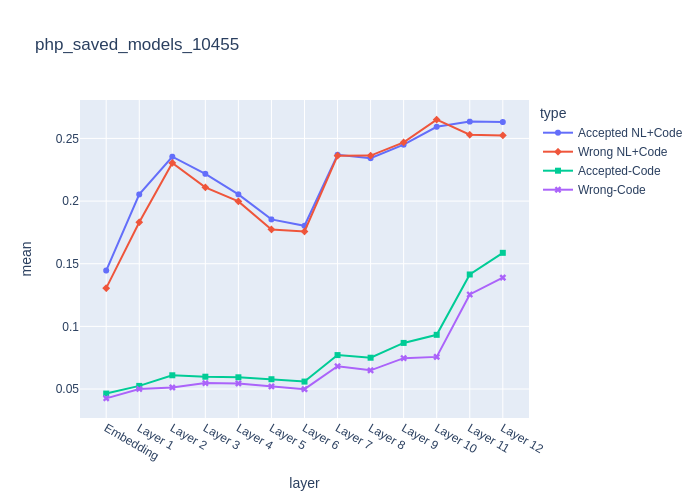 php_saved_models_10455
type
Accepted NL+Code
Wrong NL+Code
Accepted-Code
Wrong-Code
mean
0.25
0.2
0.15
0.1
0.05
Embedding
Layer 1
Layer 2
Layer 3
Layer 4
Layer 5
Layer 6
Layer 7
Layer 8
Layer 9
Layer 10
Layer 11
Layer 12
layer